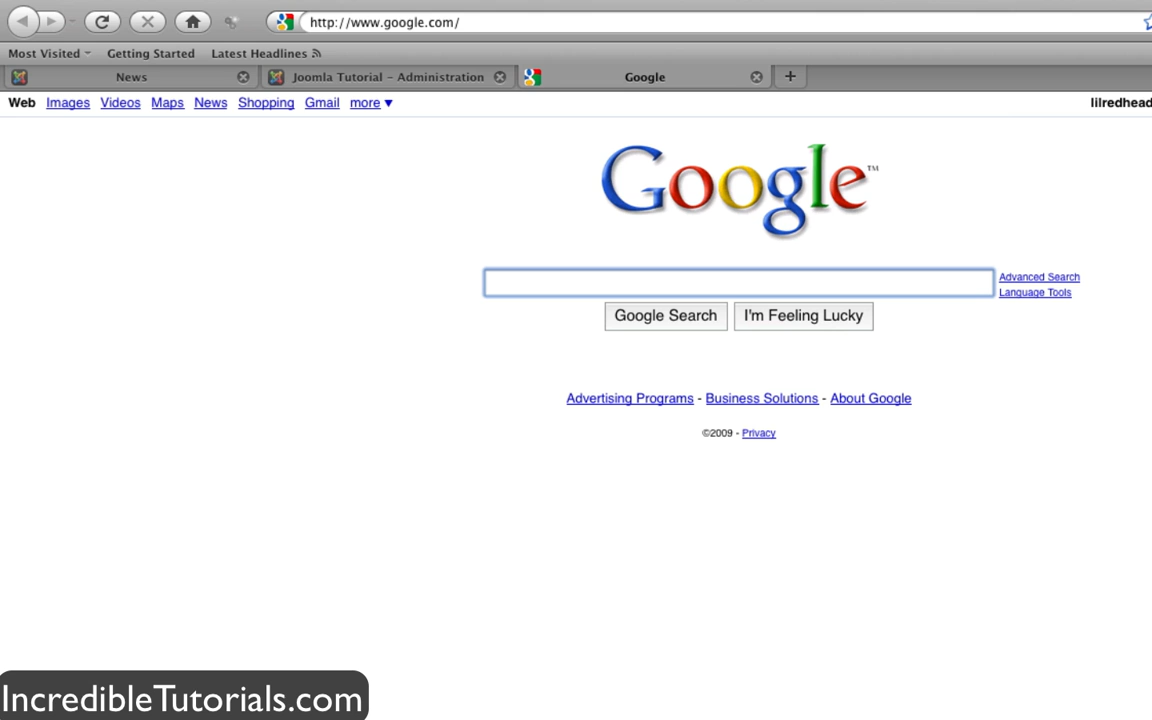 http://www.google.com/
Most Visited Getting Started Latest Headlines
News Joomla Tutorial - Administration Google
Web Images Videos Maps News Shopping Gmail more ▼ lilredhead
Google™
Advanced Search
Language Tools
Google Search I'm Feeling Lucky
Advertising Programs - Business Solutions - About Google
©2009 - Privacy
IncredibleTutorials.com